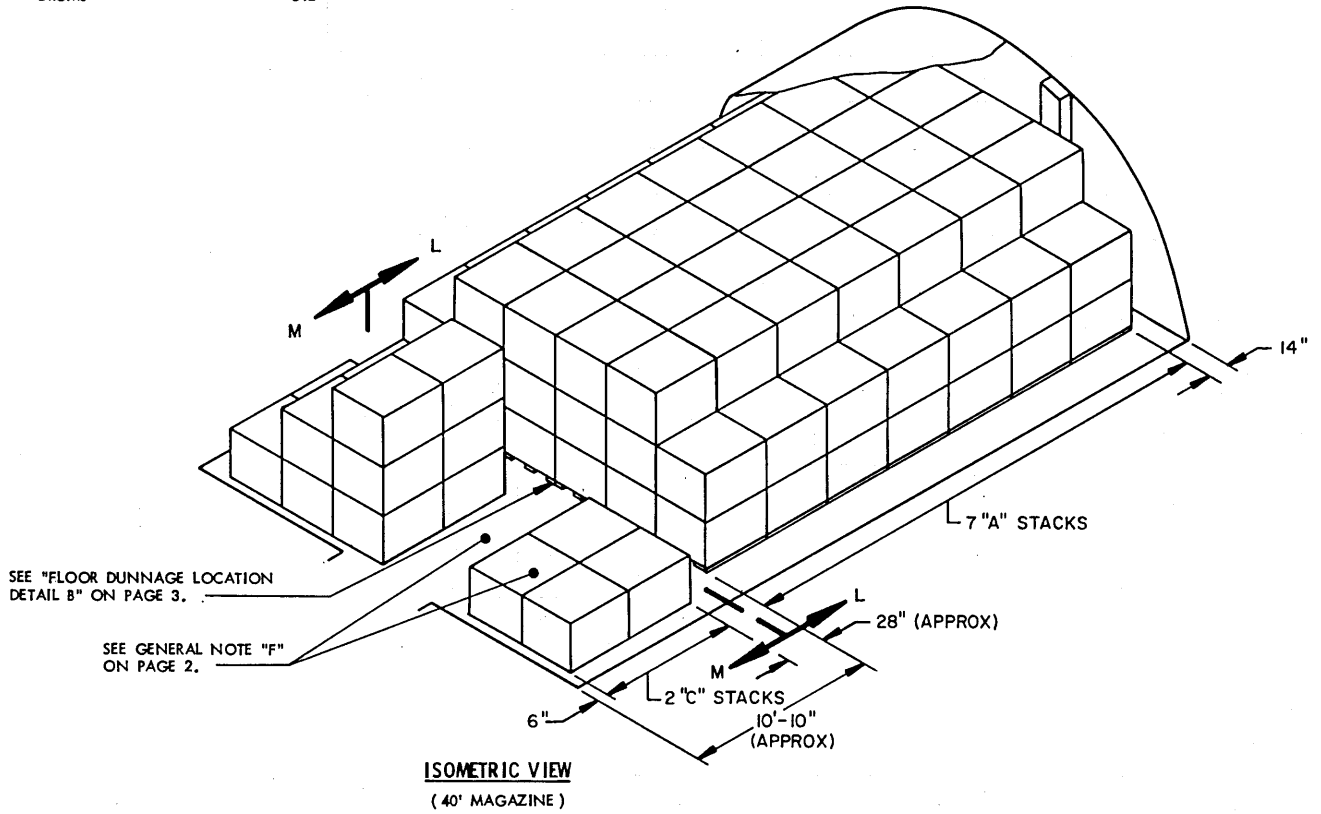 L
M
14"
7 "A" STACKS
SEE "FLOOR DUNNAGE LOCATION
DETAIL B" ON PAGE 3.
L
28" (APPROX)
SEE GENERAL NOTE "F"
ON PAGE 2.
M
2 "C" STACKS
6"
10'-10"
(APPROX)
ISOMETRIC VIEW
( 40' MAGAZINE )